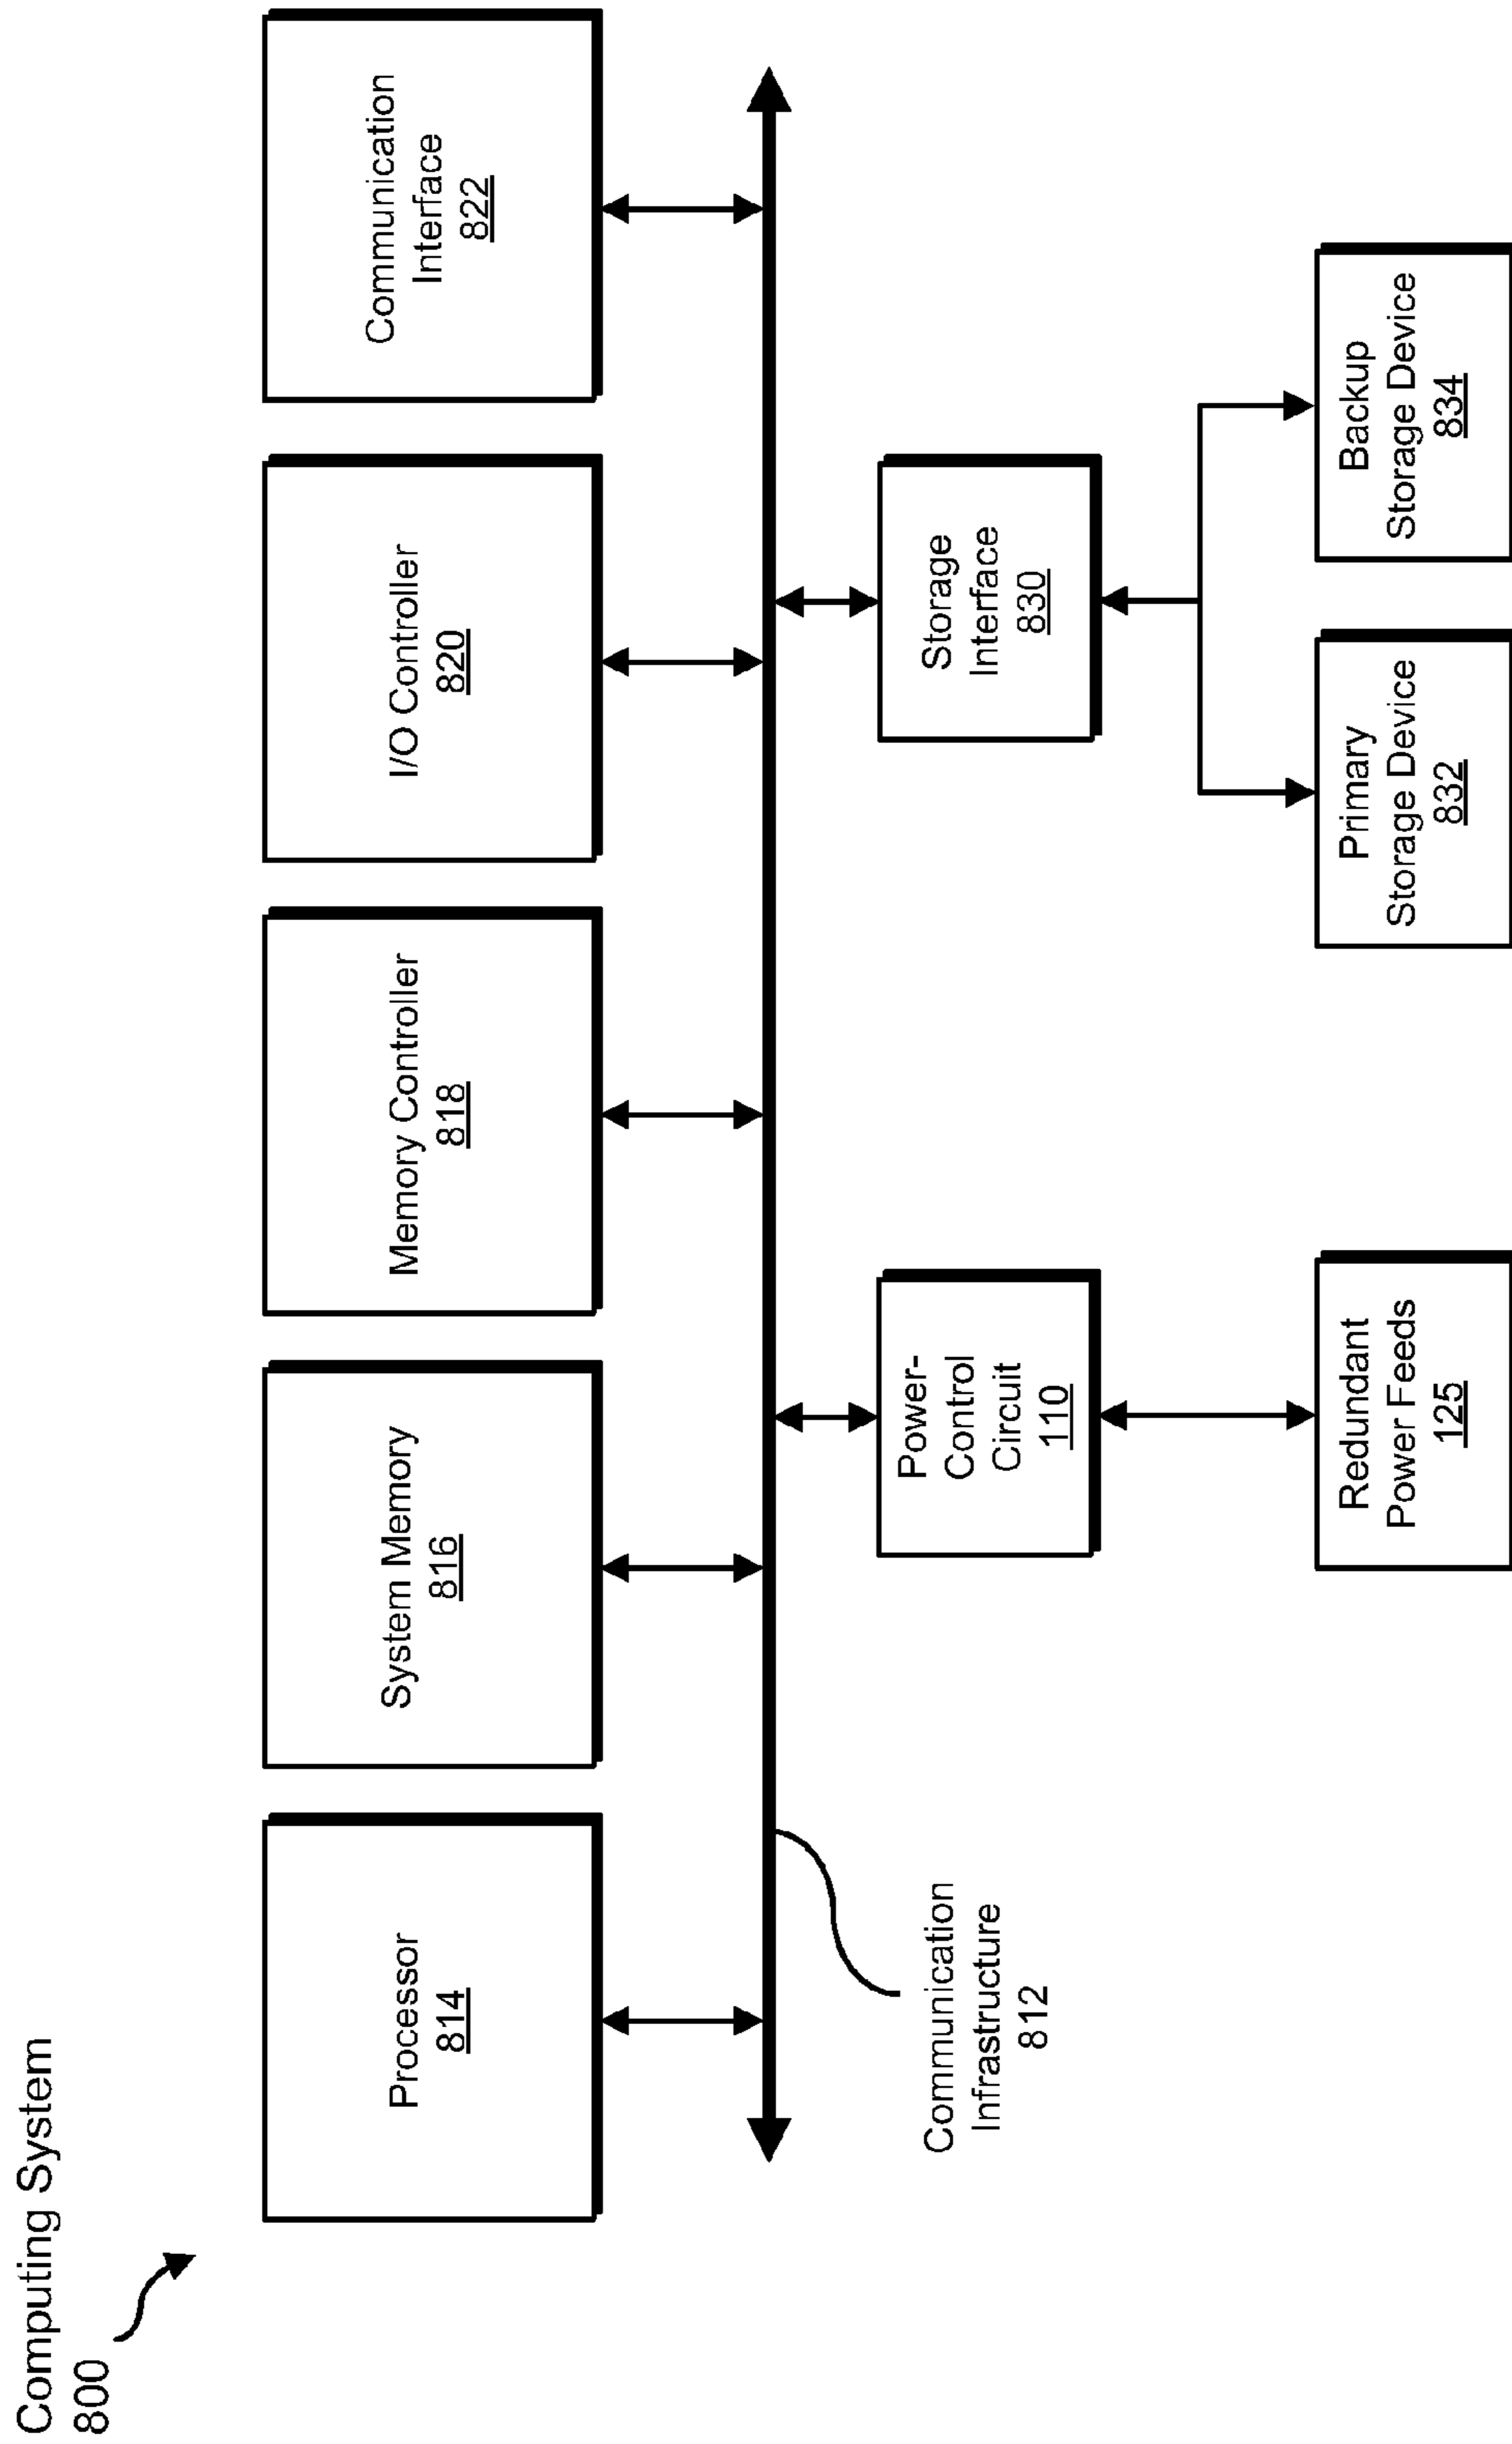 Computing System
800
Processor
814
System Memory
816
Memory Controller
818
I/O Controller
820
Communication
Interface
822
Communication
Infrastructure
812
Power-
Control
Circuit
110
Storage
Interface
830
Redundant
Power Feeds
125
Primary
Storage Device
832
Backup
Storage Device
834